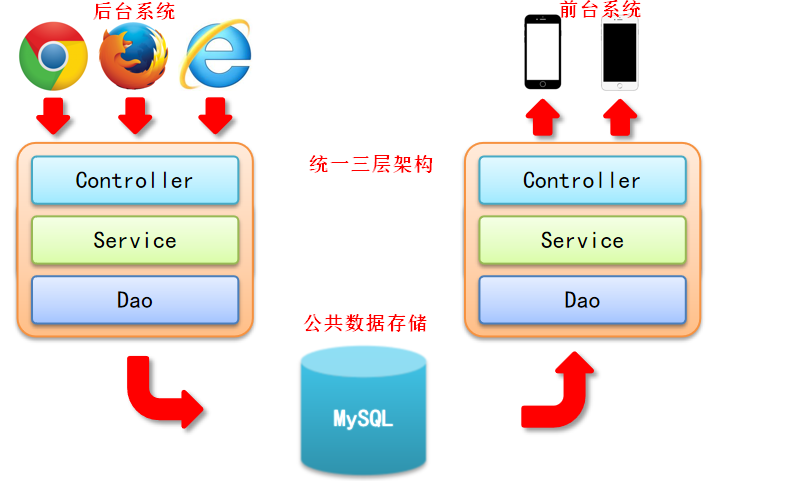 后台系统
前台系统
统一三层架构
Controller
Service
Dao
Controller
Service
Dao
公共数据存储
MySQL